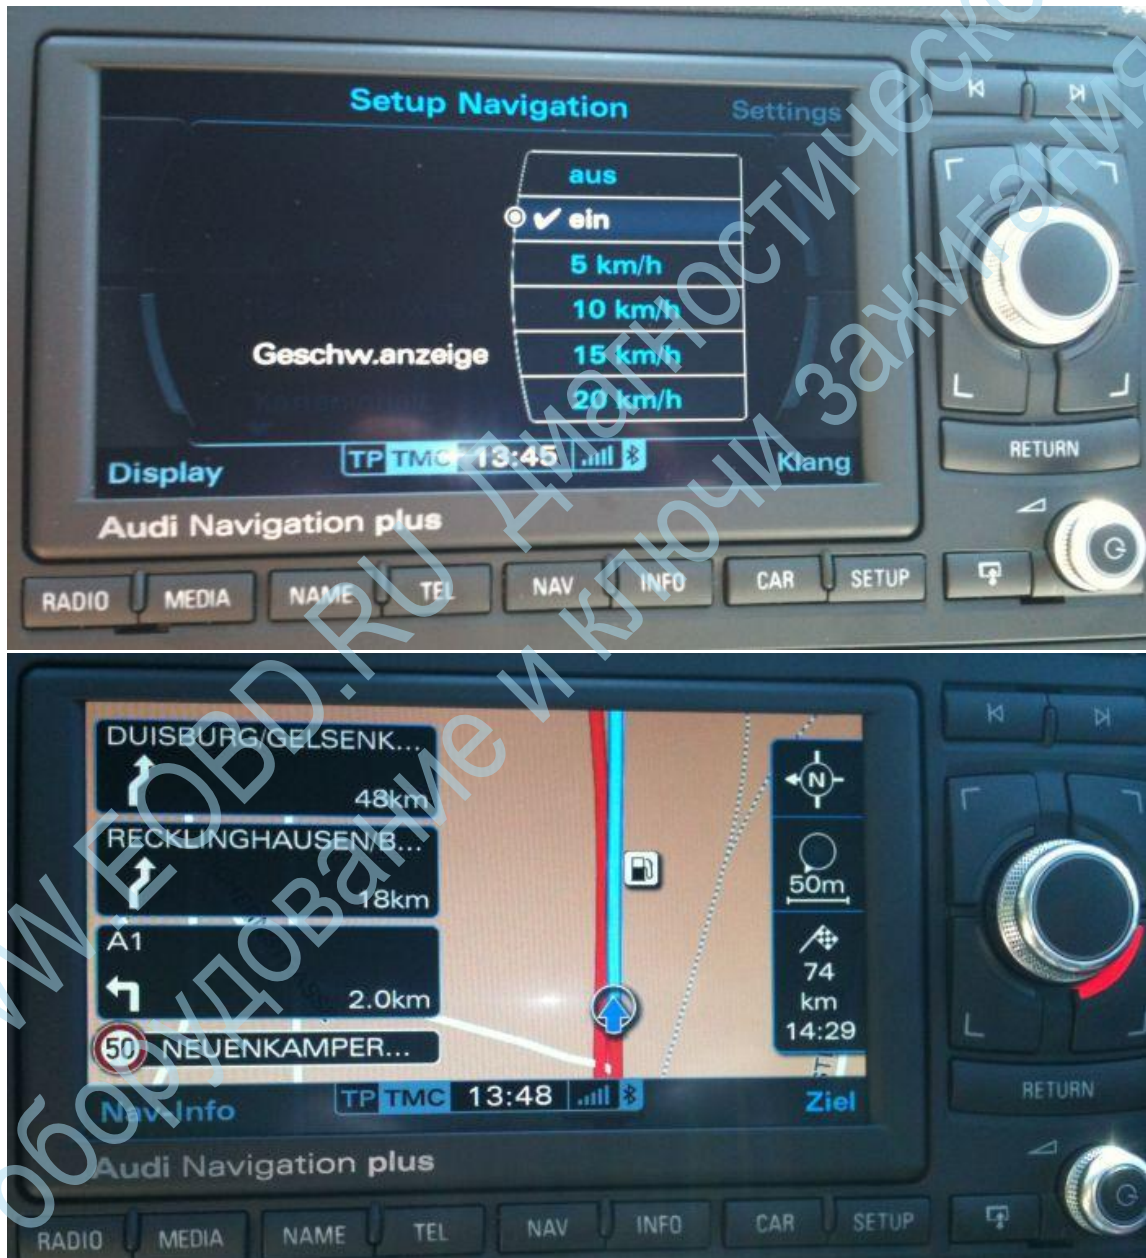 Setup Navigation
Settings
aus
ein
5 km/h
10 km/h
Geschw.anzeige
15 km/h
20 km/h
Display
TP TMC 13:45
Klang
Audi Navigation plus
RETURN
RADIO MEDIA NAME TEL NAV INFO CAR SETUP
DUISBURG/GELSENK...
48km
RECKLINGHAUSEN/B...
18km
A1
2.0km
50 NEUENKAMPER...
N
50m
74
km
14:29
Nav-Info
TP TMC 13:48
Ziel
Audi Navigation plus
RETURN
RADIO MEDIA NAME TEL NAV INFO CAR SETUP
WWW.EOBD.RU Диагностическое
оборудование и ключи зажигания